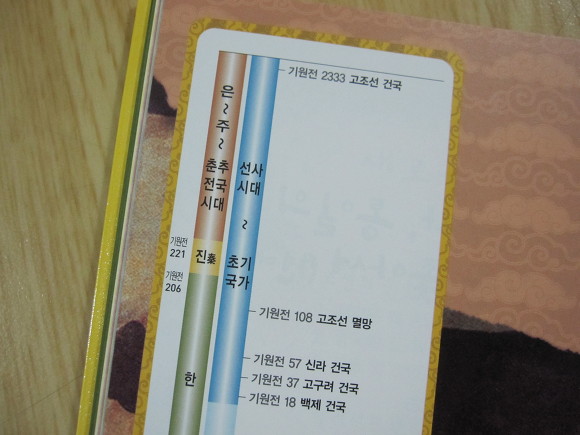 기원전 2333 고조선 건국
은
~
주
~
춘추
전국
시대
선사
시대
~
초기
국가
기원전
221
진秦
기원전
206
한
기원전 108 고조선 멸망
기원전 57 신라 건국
기원전 37 고구려 건국
기원전 18 백제 건국